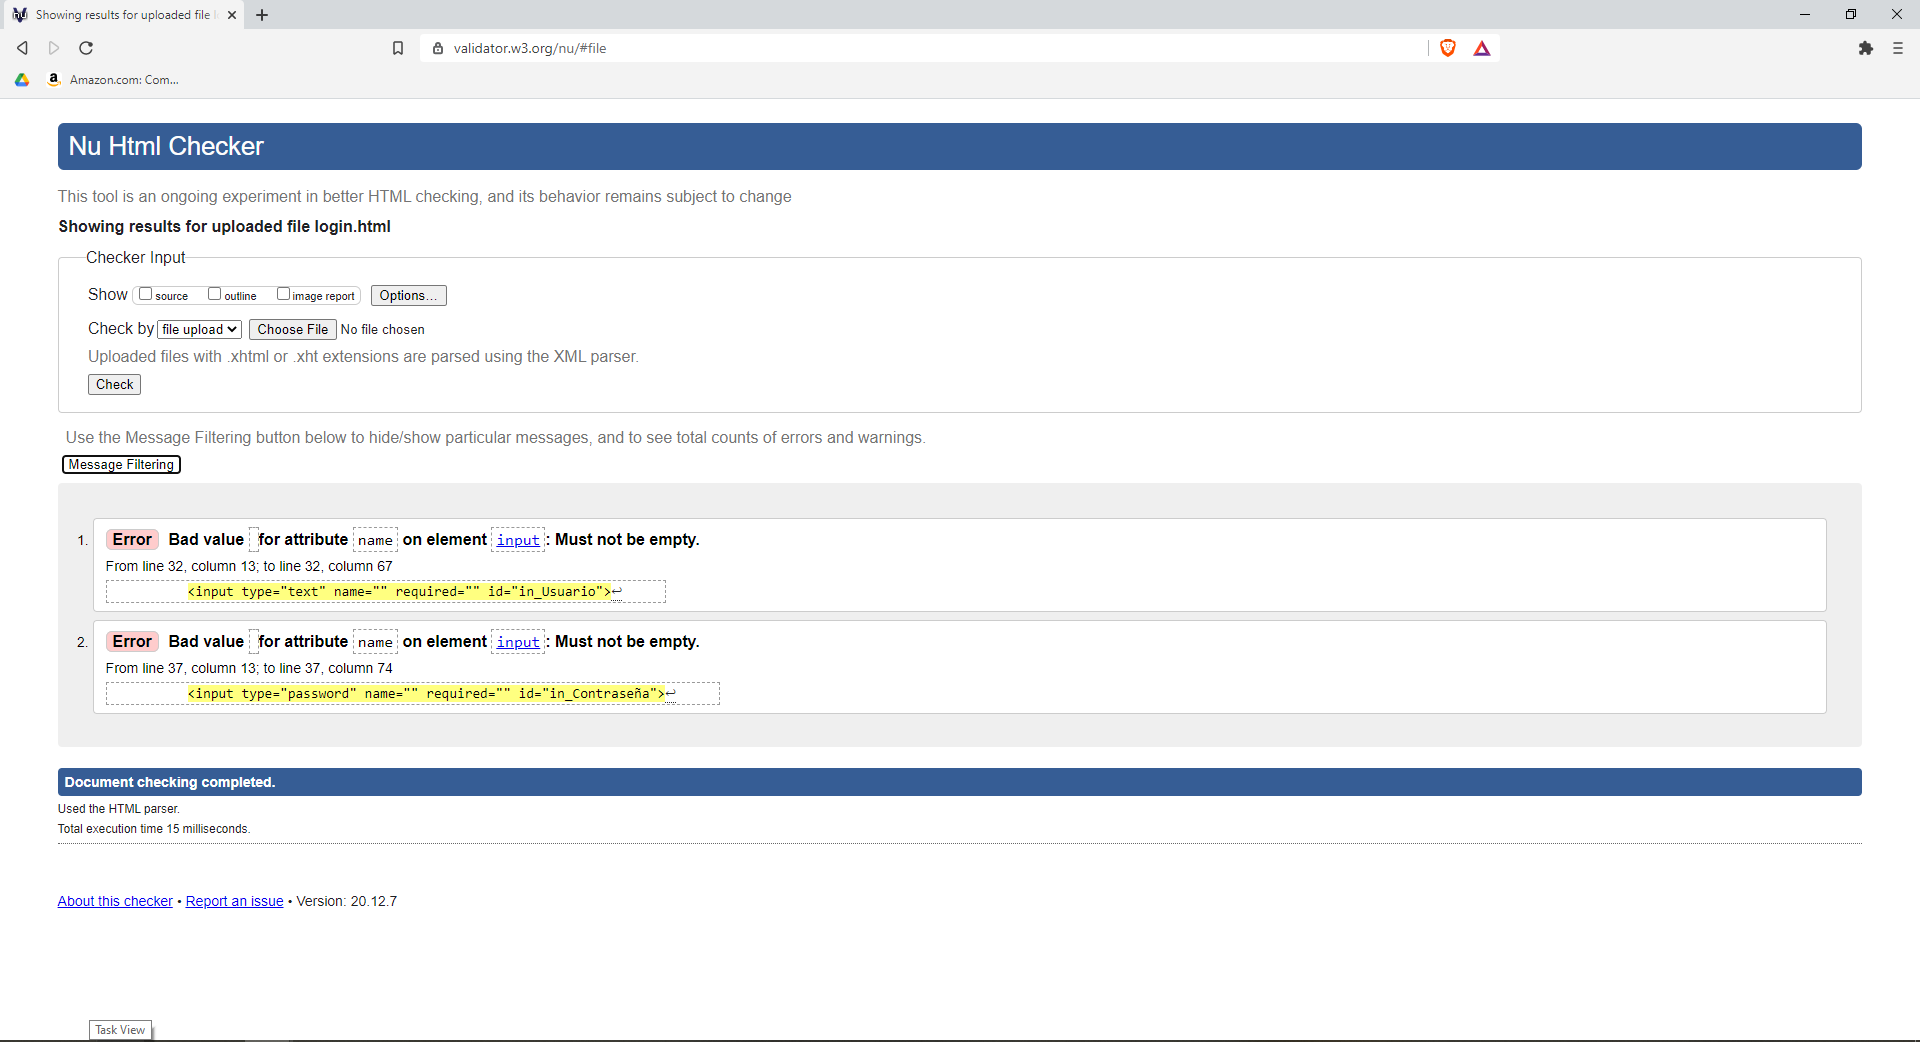 Showing results for uploaded file
validator.w3.org/nu/#file
Amazon.com: Com...
Nu Html Checker
This tool is an ongoing experiment in better HTML checking, and its behavior remains subject to change
Showing results for uploaded file login.html
Checker Input
Show source outline image report Options...
Check by file upload Choose File No file chosen
Uploaded files with .xhtml or .xht extensions are parsed using the XML parser.
Check
Use the Message Filtering button below to hide/show particular messages, and to see total counts of errors and warnings.
Message Filtering
1. Error Bad value for attribute name on element input: Must not be empty.
From line 32, column 13; to line 32, column 67
<input type="text" name="" required="" id="in_Usuario">↩
2. Error Bad value for attribute name on element input: Must not be empty.
From line 37, column 13; to line 37, column 74
<input type="password" name="" required="" id="in_Contraseña">↩
Document checking completed.
Used the HTML parser.
Total execution time 15 milliseconds.
About this checker • Report an issue • Version: 20.12.7
Task View